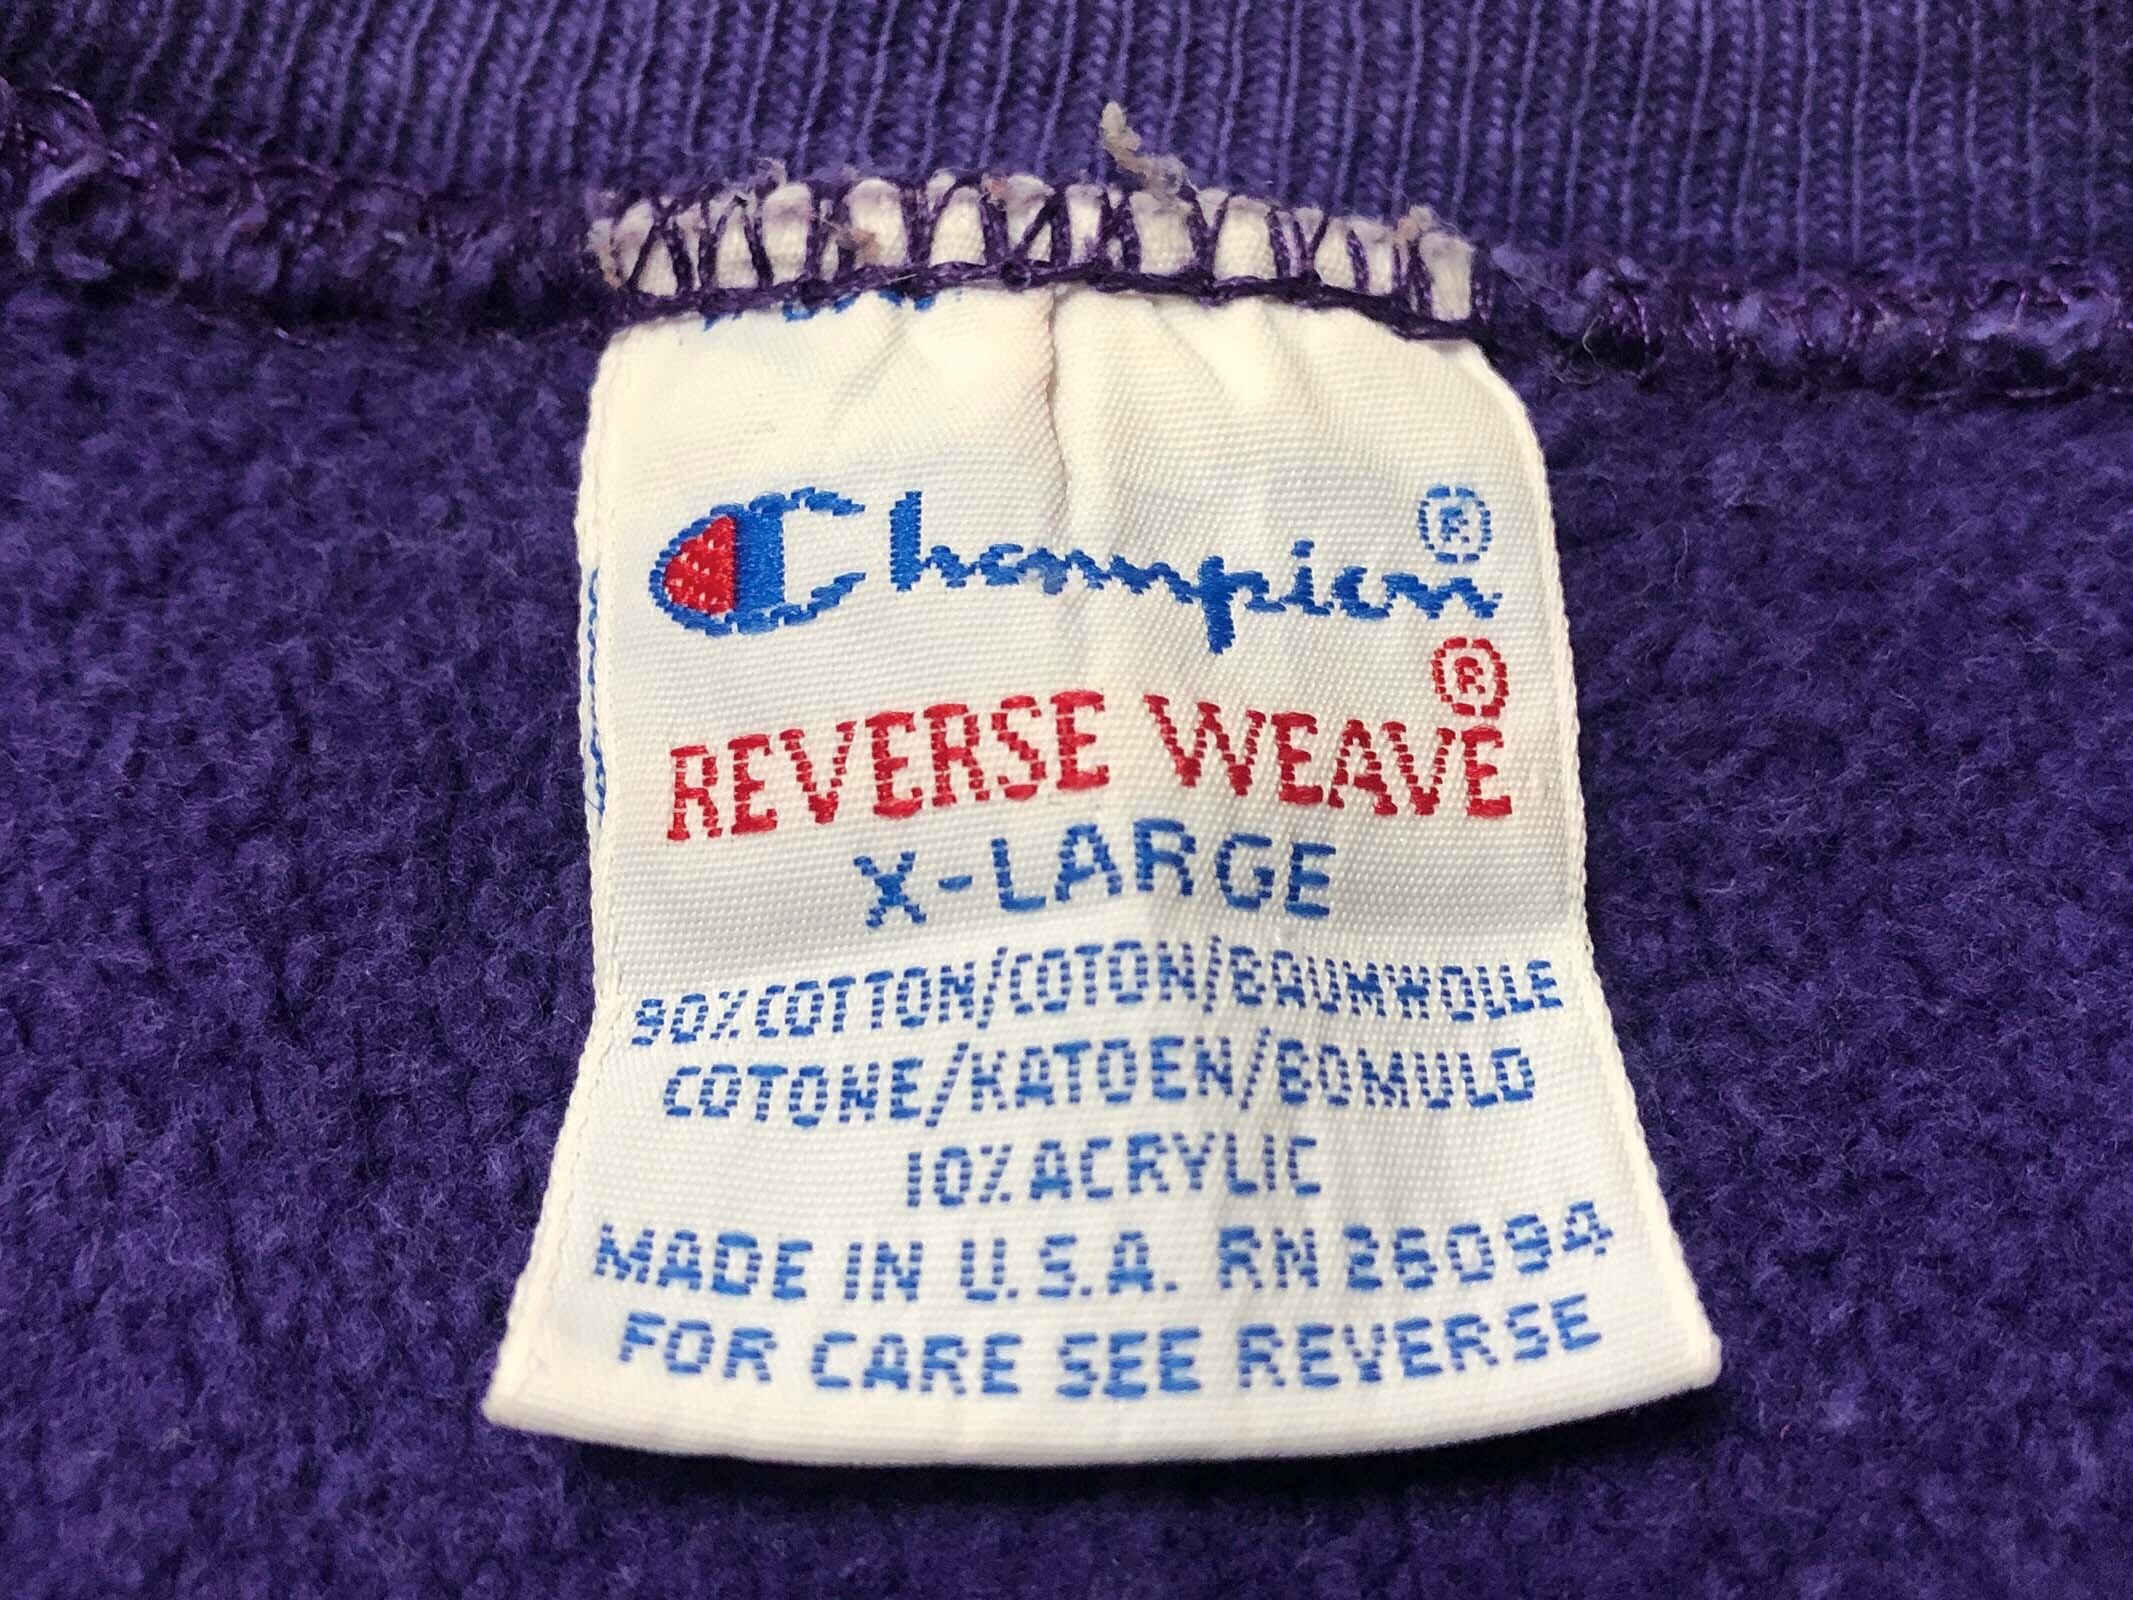 Champion®
REVERSE WEAVE®
X-LARGE
90% COTTON/COTON/BAUMWOLLE
COTONE/KATOEN/BOMULD
10% ACRYLIC
MADE IN U.S.A. RN 26094
FOR CARE SEE REVERSE